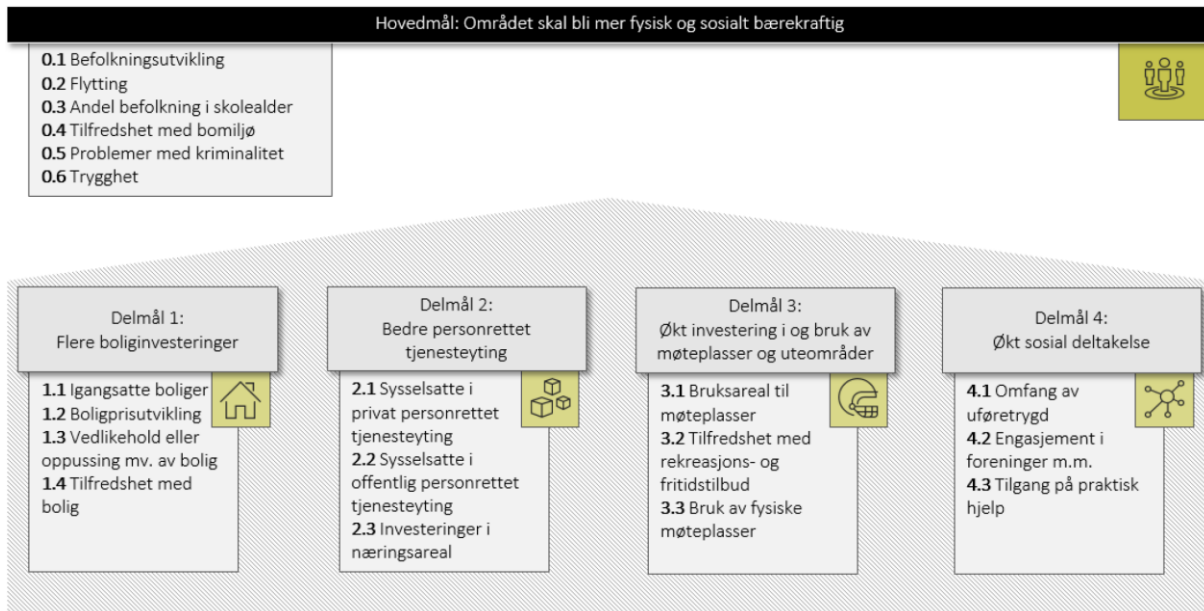 Hovedmål: Området skal bli mer fysisk og sosialt bærekraftig
0.1 Befolkningsutvikling
0.2 Flytting
0.3 Andel befolkning i skolealder
0.4 Tilfredshet med bomiljø
0.5 Problemer med kriminalitet
0.6 Trygghet
Delmål 1:
Flere boliginvesteringer
1.1 Igangsatte boliger
1.2 Boligprisutvikling
1.3 Vedlikehold eller
oppussing mv. av bolig
1.4 Tilfredshet med
bolig
Delmål 2:
Bedre personrettet
tjenesteyting
2.1 Sysselsatte i
privat personrettet
tjenesteyting
2.2 Sysselsatte i
offentlig personrettet
tjenesteyting
2.3 Investeringer i
næringsareal
Delmål 3:
Økt investering i og bruk av
møteplasser og uteområder
3.1 Bruksareal til
møteplasser
3.2 Tilfredshet med
rekreasjons- og
fritidstilbud
3.3 Bruk av fysiske
møteplasser
Delmål 4:
Økt sosial deltakelse
4.1 Omfang av
uføretrygd
4.2 Engasjement i
foreninger m.m.
4.3 Tilgang på praktisk
hjelp